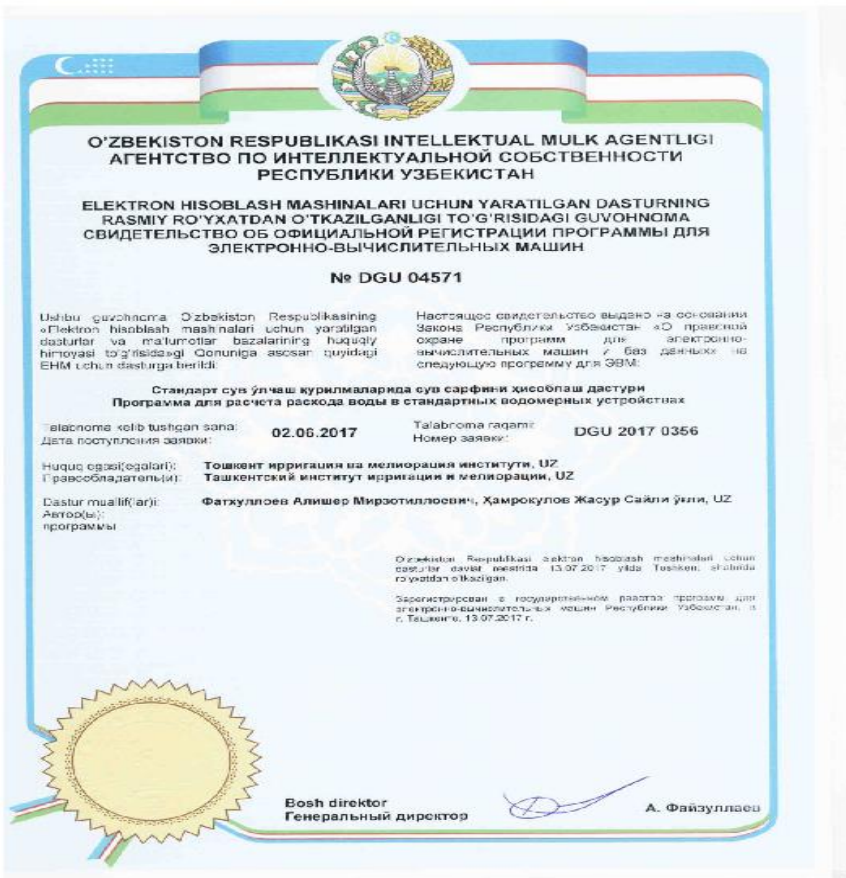 O'ZBEKISTON RESPUBLIKASI INTELLEKTUAL MULK AGENTLIGI
АГЕНТСТВО ПО ИНТЕЛЛЕКТУАЛЬНОЙ СОБСТВЕННОСТИ
РЕСПУБЛИКИ УЗБЕКИСТАН
ELEKTRON HISOBLASH MASHINALARI UCHUN YARATILGAN DASTURNING
RASMIY RO'YXATDAN O'TKAZILGANLIGI TO'G'RISIDAGI GUVOHNOMA
СВИДЕТЕЛЬСТВО ОБ ОФИЦИАЛЬНОЙ РЕГИСТРАЦИИ ПРОГРАММЫ ДЛЯ
ЭЛЕКТРОННО-ВЫЧИСЛИТЕЛЬНЫХ МАШИН
№ DGU 04571
Ushbu guvohnoma O'zbekiston Respublikasining
«Elektron hisoblash mashinalari uchun yaratilgan
dasturlar va ma'lumotlar bazalarining huquqiy
himoyasi to'g'risida»gi Qonuniga asosan quyidagi
EHM uchun dasturga berildi:
Настоящее свидетельство выдано на основании
Закона Республики Узбекистан «О правовой
охране программ для электронно-
вычислительных машин и баз данных» на
следующую программу для ЭВМ:
Стандарт сув ўлчаш қурилмаларида сув сарфини ҳисоблаш дастури
Программа для расчета расхода воды в стандартных водомерных устройствах
Talabnoma kelib tushgan sana:
Дата поступления заявки:
02.06.2017
Talabnoma raqami:
Номер заявки:
DGU 2017 0356
Huquq egasi(egalari):
Правообладатель(и):
Тошкент ирригация ва мелиорация институти, UZ
Ташкентский институт ирригации и мелиорации, UZ
Dastur muallif(lar)i:
Автор(ы):
программы
Фатхуллоев Алишер Мирзотиллоевич, Ҳамрокулов Жасур Сайли ўғли, UZ
O'zbekiston Respublikasi elektron hisoblash mashinalari uchun
dasturlar davlat reestrida 13.07.2017 yilda Toshkent shahrida
ro'yxatdan o'tkazilgan.
Зарегистрирован в государственном реестре программ для
электронно-вычислительных машин Республики Узбекистан, в
г. Ташкенте, 13.07.2017 г.
Bosh direktor
Генеральный директор
А. Файзуллаев